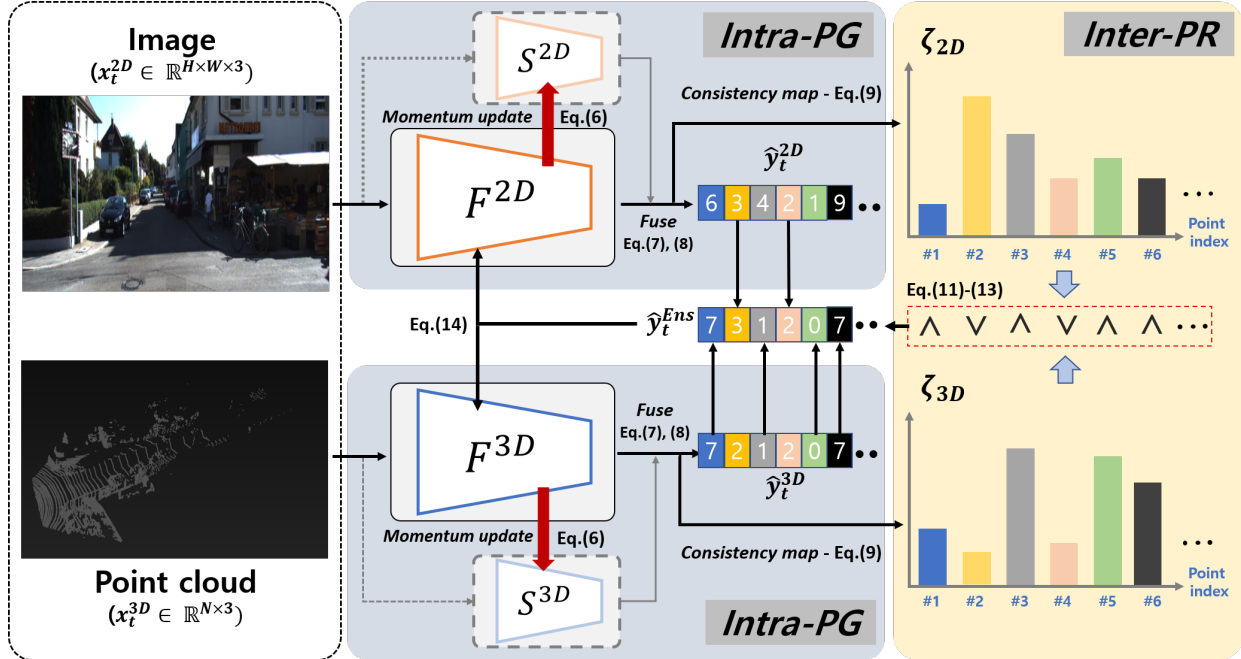 Image
(x_t^{2D} ∈ ℝ^{H×W×3})
Point cloud
(x_t^{3D} ∈ ℝ^{N×3})
Intra-PG
S^{2D}
Momentum update
Eq.(6)
F^{2D}
Fuse
Eq.(7), (8)
Consistency map - Eq.(9)
ŷ_t^{2D}
6 3 4 2 1 9 ••
Eq.(14)
ŷ_t^{Ens}
7 3 1 2 0 7 ••
F^{3D}
Fuse
Eq.(7), (8)
7 2 1 2 0 7 ••
ŷ_t^{3D}
Momentum update
Eq.(6)
Consistency map - Eq.(9)
S^{3D}
Intra-PG
Inter-PR
ζ_{2D}
•••
Point
index
#1 #2 #3 #4 #5 #6
Eq.(11)-(13)
∧ ∨ ∧ ∨ ∧ ∧ •••
ζ_{3D}
•••
Point
index
#1 #2 #3 #4 #5 #6